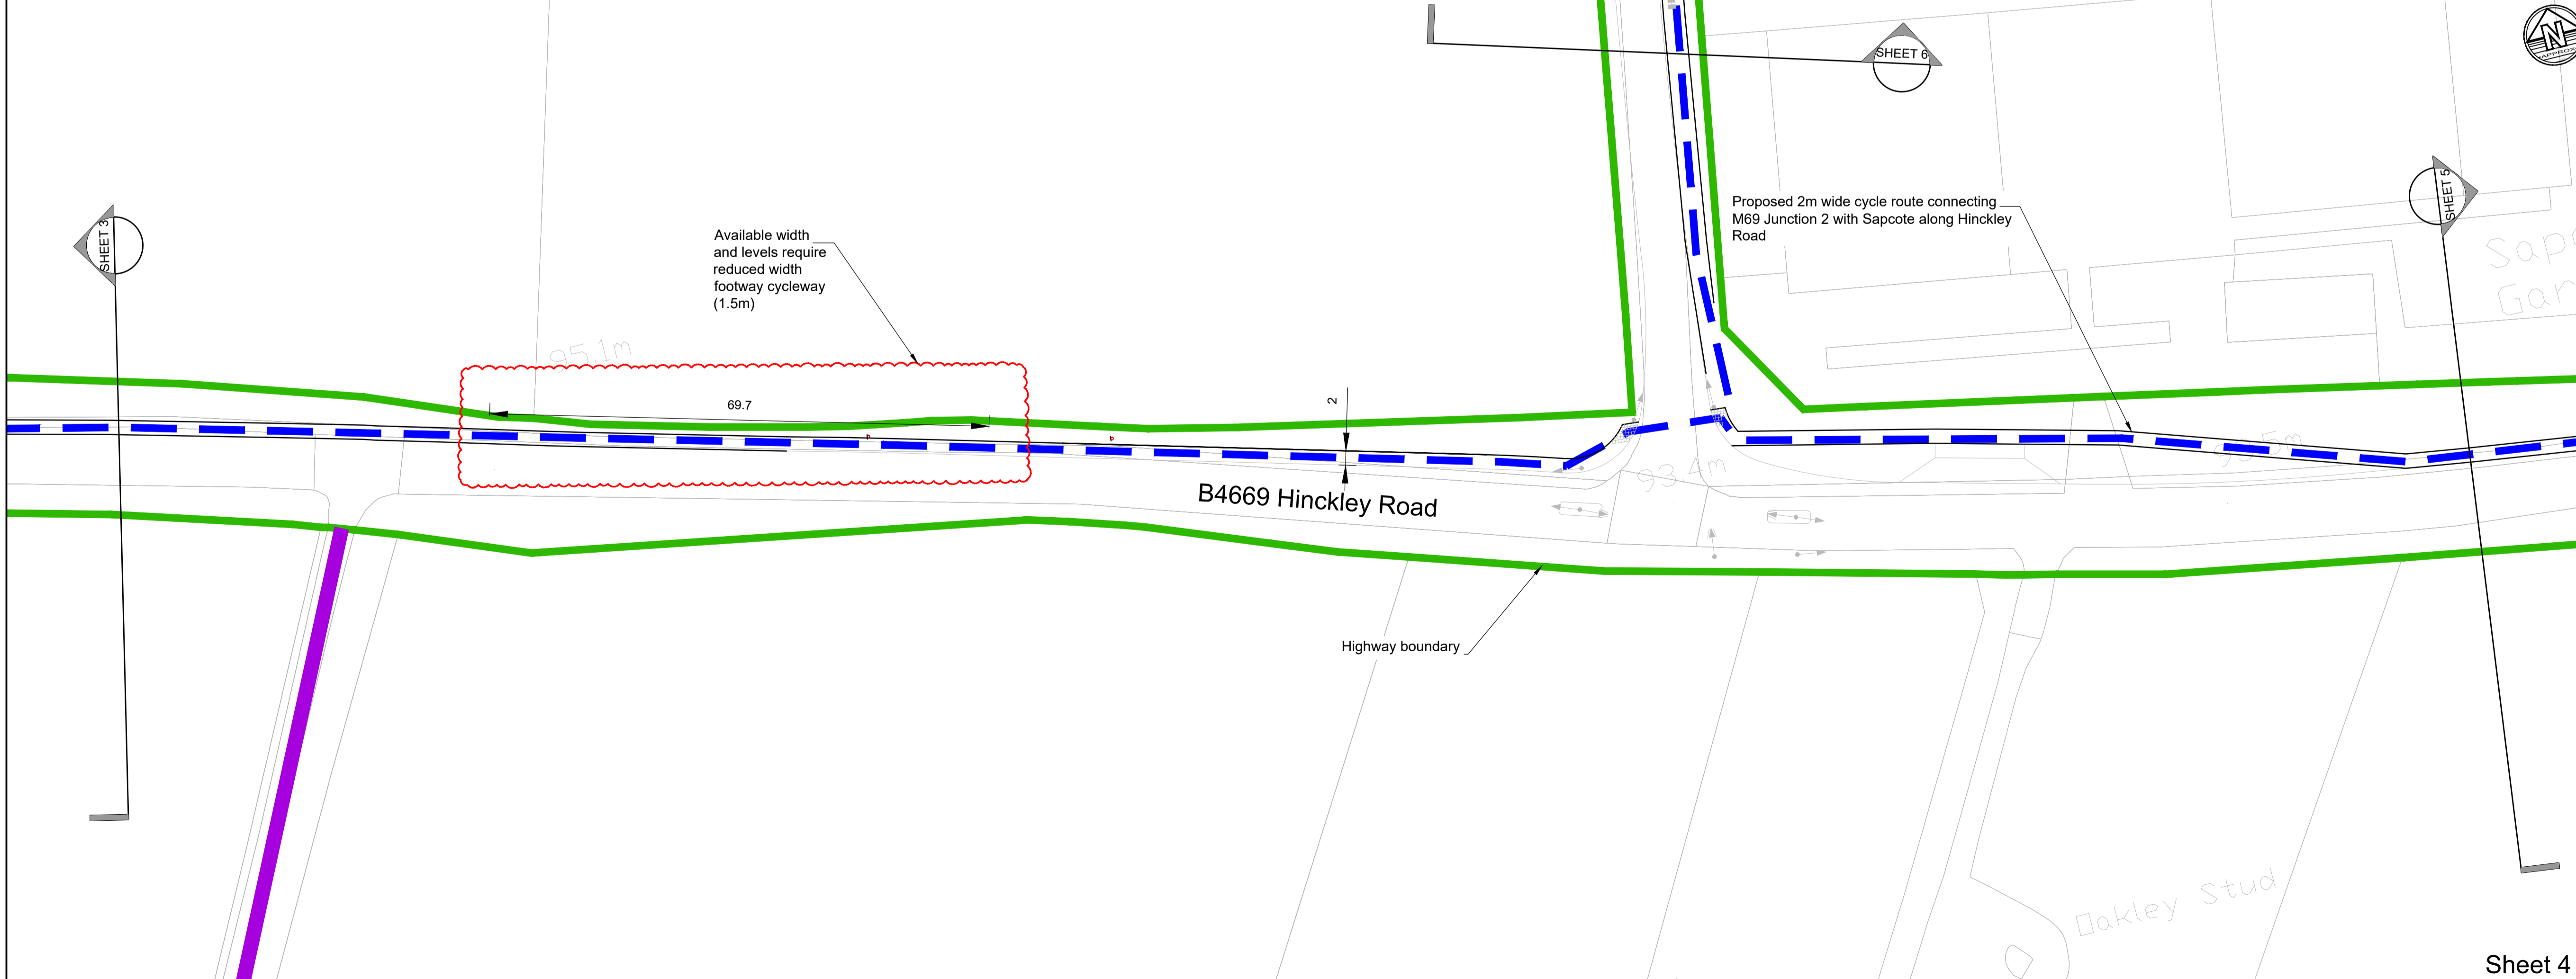 SHEET 6
N
APPROX
SHEET 5
SHEET 3
Proposed 2m wide cycle route connecting
M69 Junction 2 with Sapcote along Hinckley
Road
Available width
and levels require
reduced width
footway cycleway
(1.5m)
95.1m
69.7
2
B4669 Hinckley Road
93.4m
Highway boundary
Oakley Stud
Sheet 4